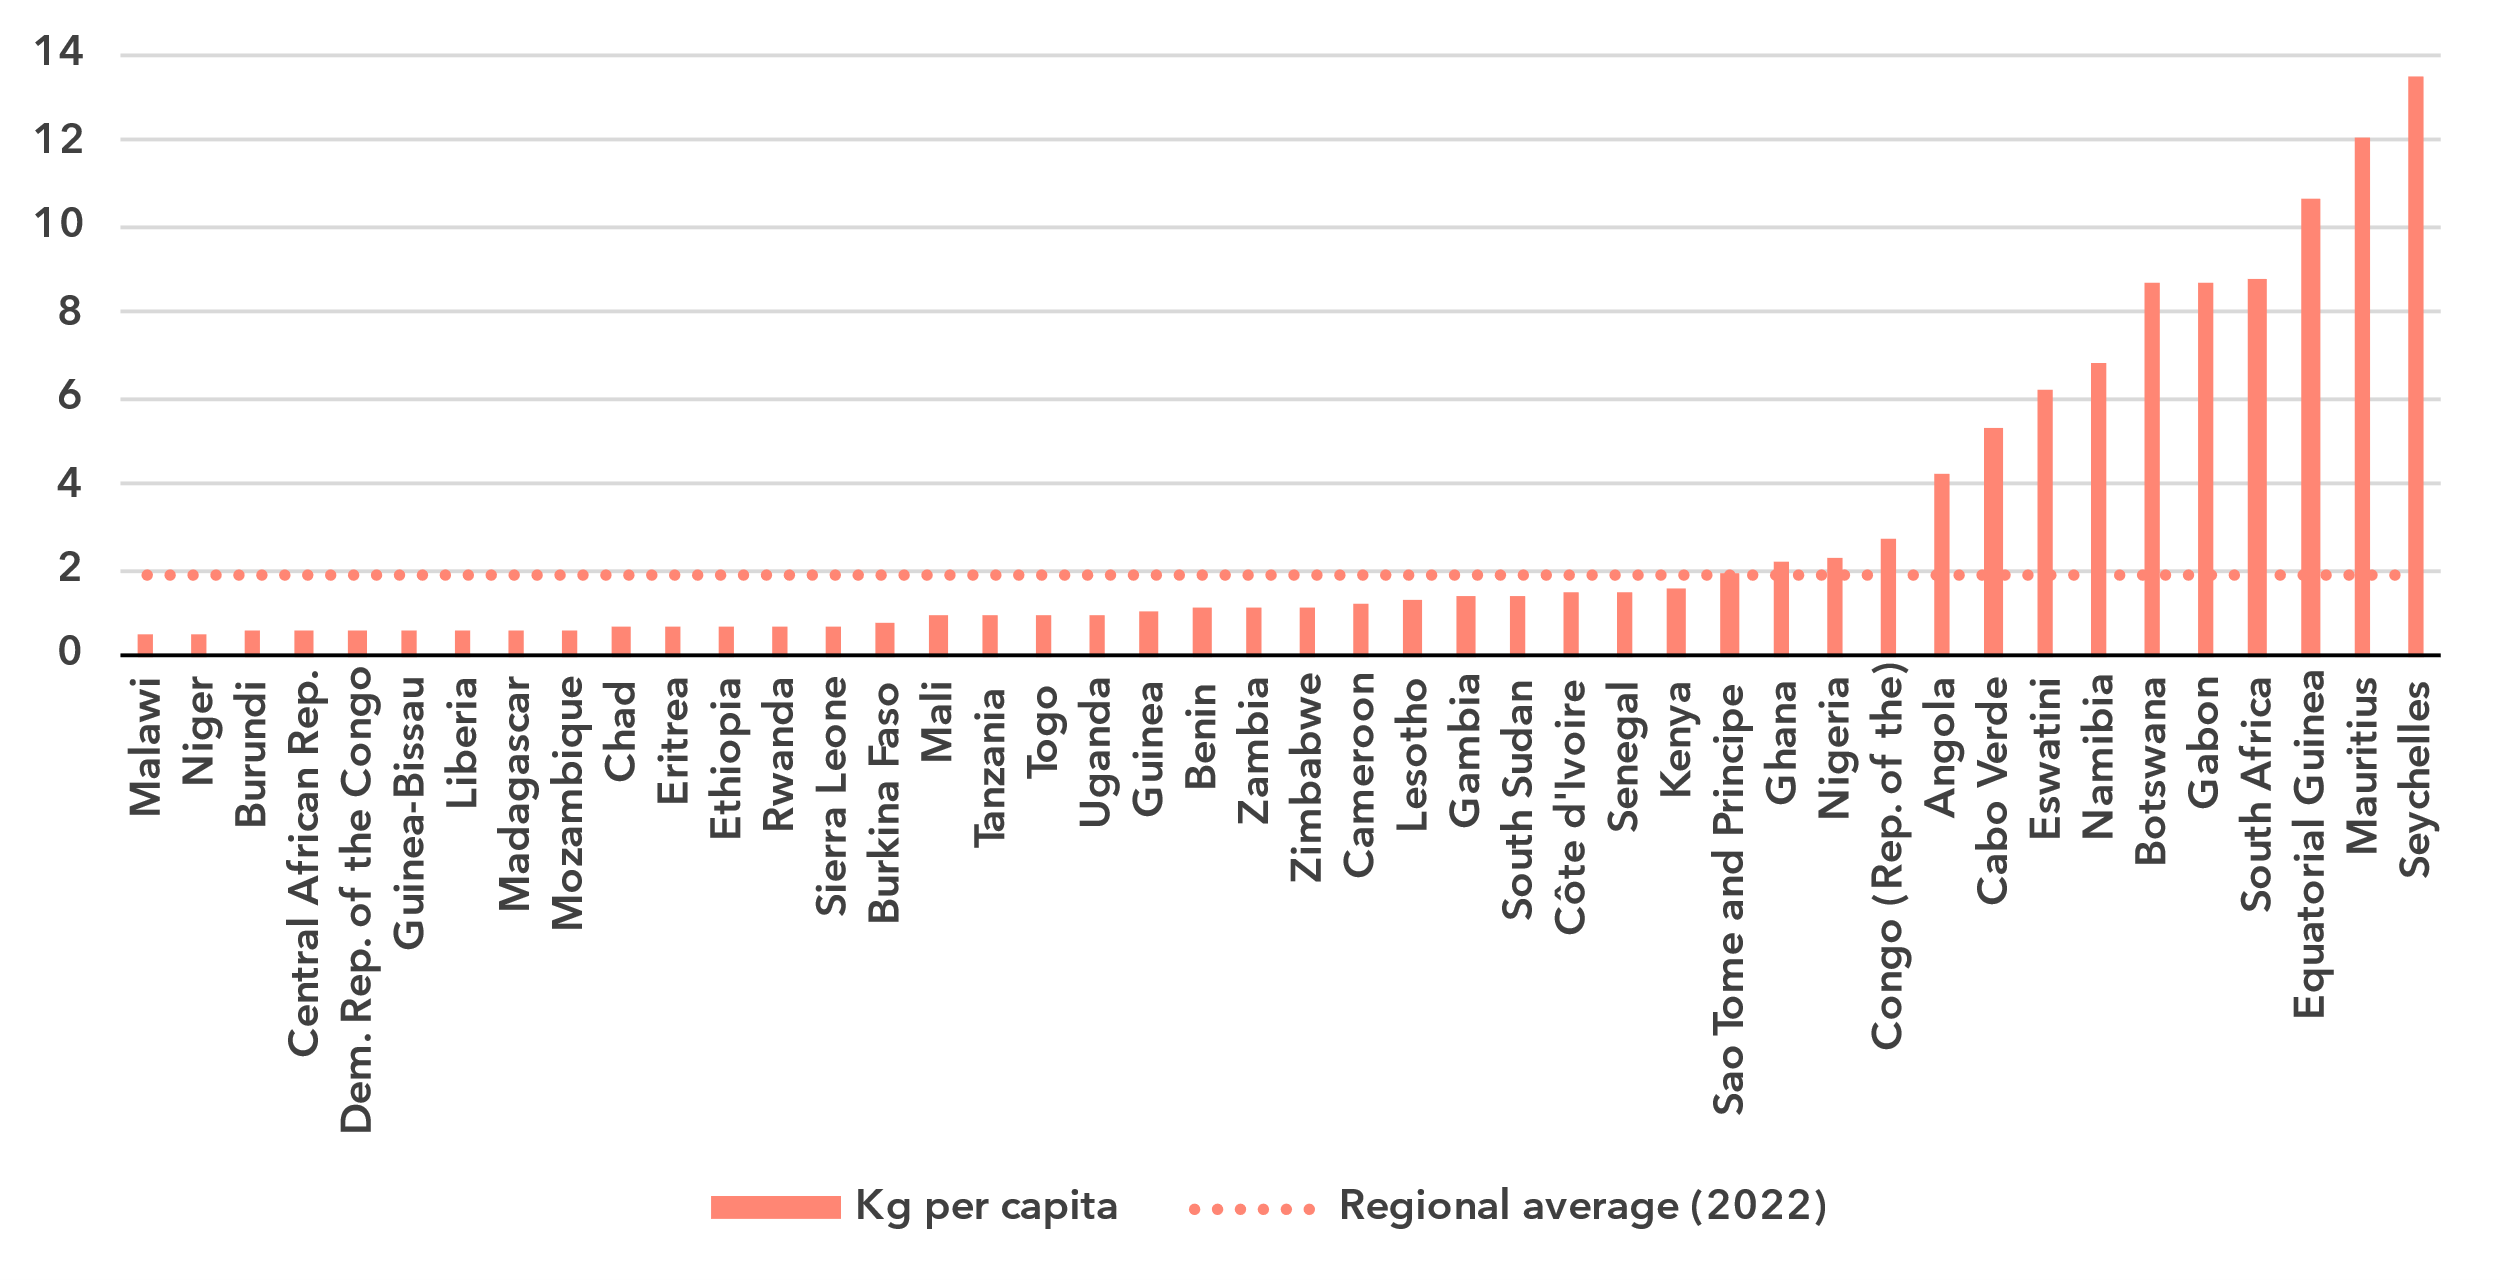 14
12
10
8
6
4
2
0
Malawi
Niger
Burundi
Central African Rep.
Dem. Rep. of the Congo
Guinea-Bissau
Liberia
Madagascar
Mozambique
Chad
Eritrea
Ethiopia
Rwanda
Sierra Leone
Burkina Faso
Mali
Tanzania
Togo
Uganda
Guinea
Benin
Zambia
Zimbabwe
Cameroon
Lesotho
Gambia
South Sudan
Côte d'Ivoire
Senegal
Kenya
Sao Tome and Principe
Ghana
Nigeria
Congo (Rep. of the)
Angola
Cabo Verde
Eswatini
Namibia
Botswana
Gabon
South Africa
Equatorial Guinea
Mauritius
Seychelles
Kg per capita
Regional average (2022)